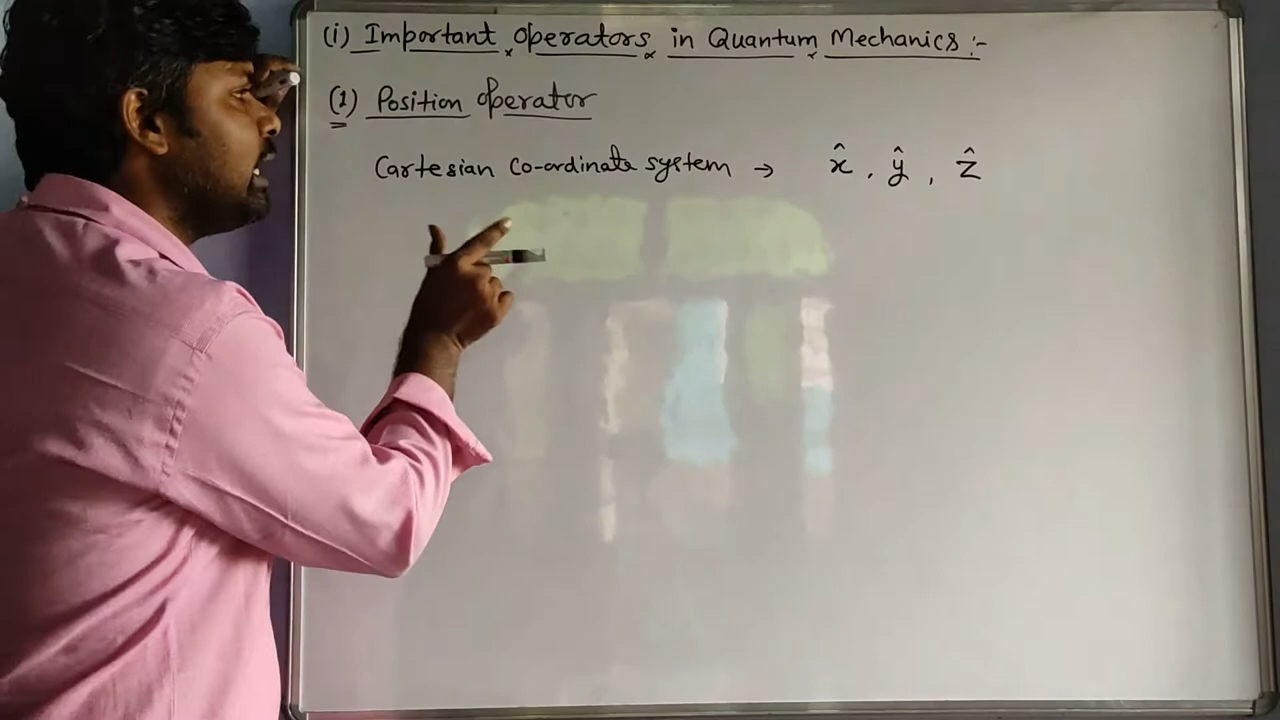 (i) Important operators in Quantum Mechanics :-
(1) Position operator
Cartesian Co-ordinate system → x̂ , ŷ , ẑ